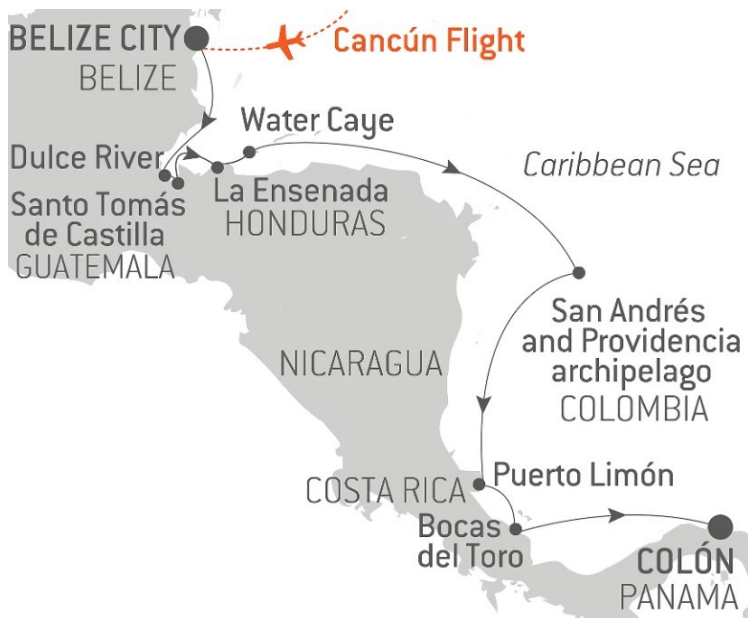 BELIZE CITY
BELIZE
Cancún Flight
Water Caye
Dulce River
Caribbean Sea
La Ensenada
HONDURAS
Santo Tomás
de Castilla
GUATEMALA
San Andrés
and Providencia
archipelago
COLOMBIA
NICARAGUA
Puerto Limón
COSTA RICA
Bocas
del Toro
COLÓN
PANAMA